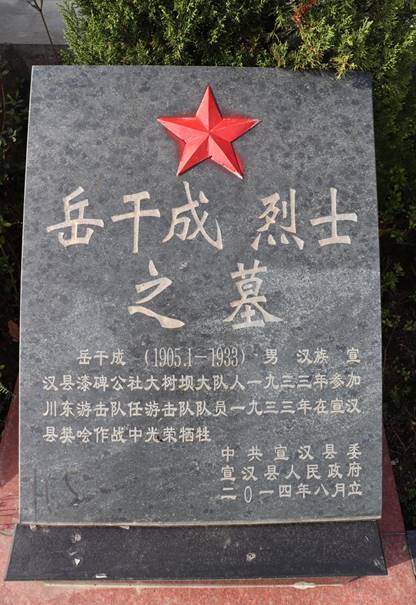 岳干成 烈士
之墓
岳干成（1905.1-1933）男 汉族 宣
汉县漆碑公社大树坝大队人一九三三年参加
川东游击队任游击队队员一九三三年在宣汉
县樊哙作战中光荣牺牲
中共宣汉县委
宣汉县人民政府
二0一四年八月立